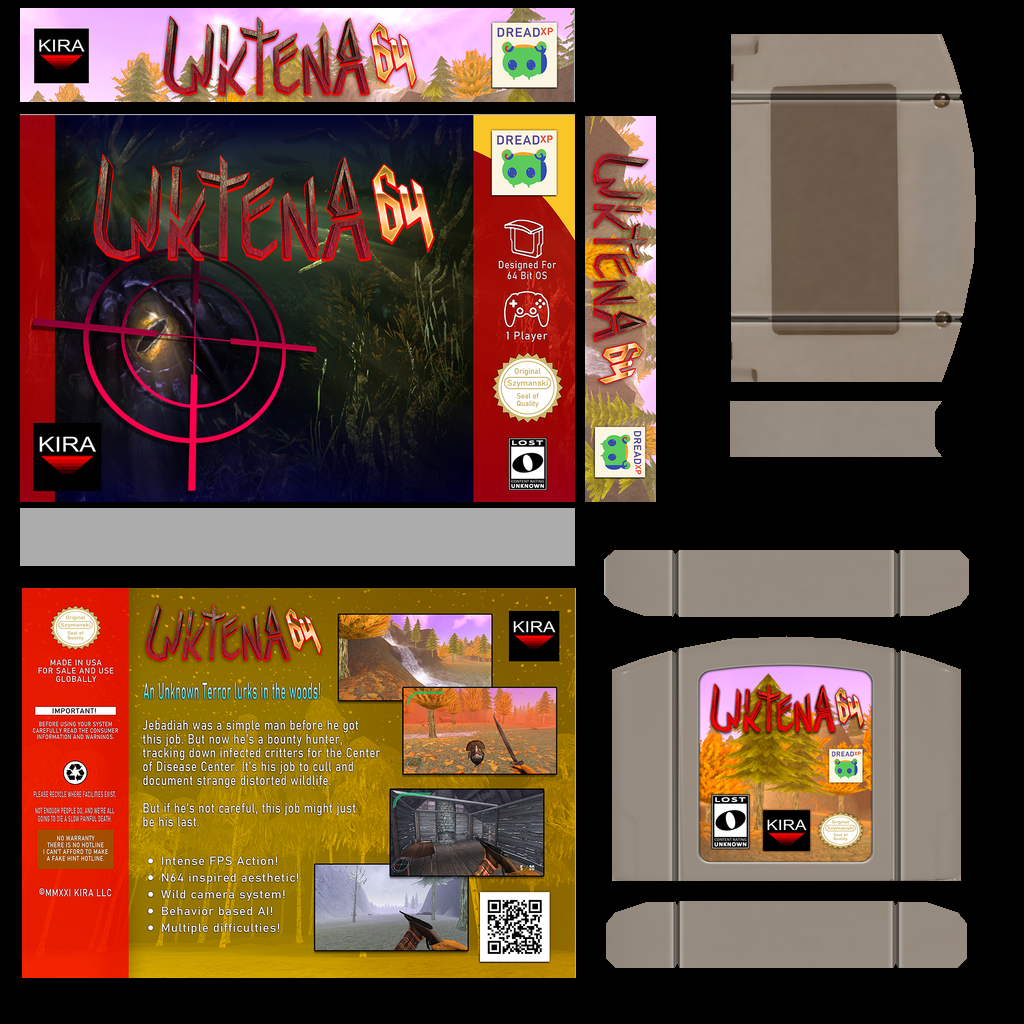 KIRA
WKTENA 64
DREADXP
WKTENA 64
DREADXP
Designed For
64 Bit OS
1 Player
Original
Szymanski
Seal of
Quality
KIRA
LOST
CONTENT RATING
UNKNOWN
WKTENA 64
DREADXP
Original
Szymanski
Seal of
Quality
MADE IN USA
FOR SALE AND USE
GLOBALLY
IMPORTANT!
BEFORE USING YOUR SYSTEM
CAREFULLY READ THE CONSUMER
INFORMATION AND WARNINGS.
PLEASE RECYCLE WHERE FACILITIES EXIST.
NOT ENOUGH PEOPLE DO, AND WE'RE ALL
GOING TO DIE A SLOW PAINFUL DEATH.
NO WARRANTY
THERE IS NO HOTLINE
I CAN'T AFFORD TO MAKE
A FAKE HINT HOTLINE.
©MMXXI KIRA LLC
WKTENA 64
KIRA
An Unknown Terror lurks in the woods!
Jebadiah was a simple man before he got
this job. But now he's a bounty hunter,
tracking down infected critters for the Center
of Disease Center. It's his job to cull and
document strange distorted wildlife.
But if he's not careful, this job might just
be his last.
• Intense FPS Action!
• N64 inspired aesthetic!
• Wild camera system!
• Behavior based AI!
• Multiple difficulties!
WKTENA 64
DREADXP
LOST
CONTENT RATING
UNKNOWN
KIRA
Original
Szymanski
Seal of
Quality